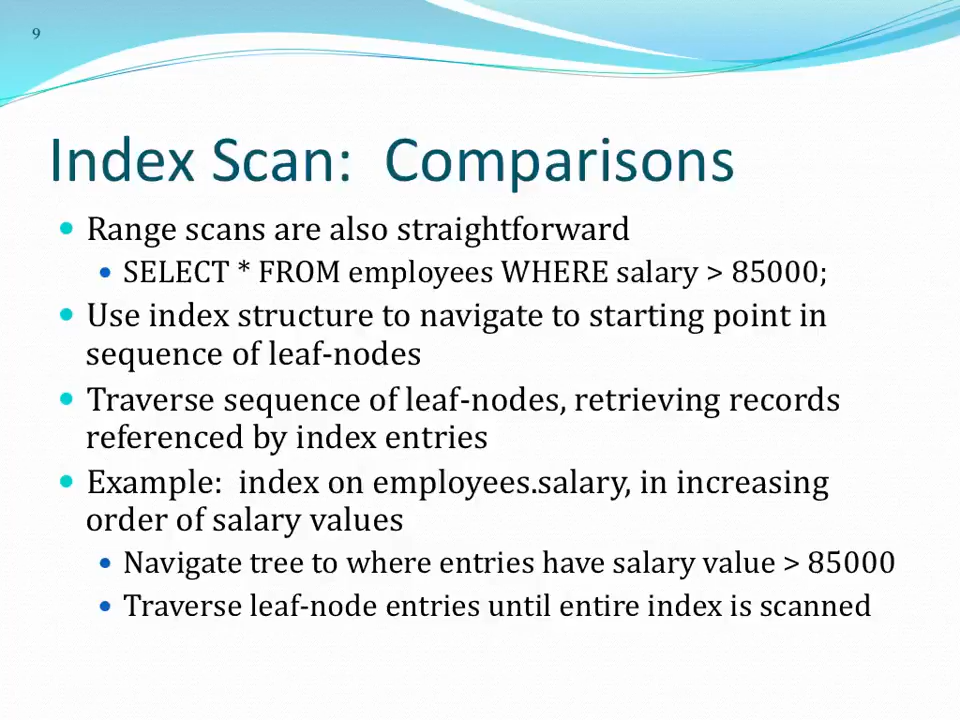 9
Index Scan:  Comparisons
• Range scans are also straightforward
• SELECT * FROM employees WHERE salary > 85000;
• Use index structure to navigate to starting point in
sequence of leaf-nodes
• Traverse sequence of leaf-nodes, retrieving records
referenced by index entries
• Example:  index on employees.salary, in increasing
order of salary values
• Navigate tree to where entries have salary value > 85000
• Traverse leaf-node entries until entire index is scanned